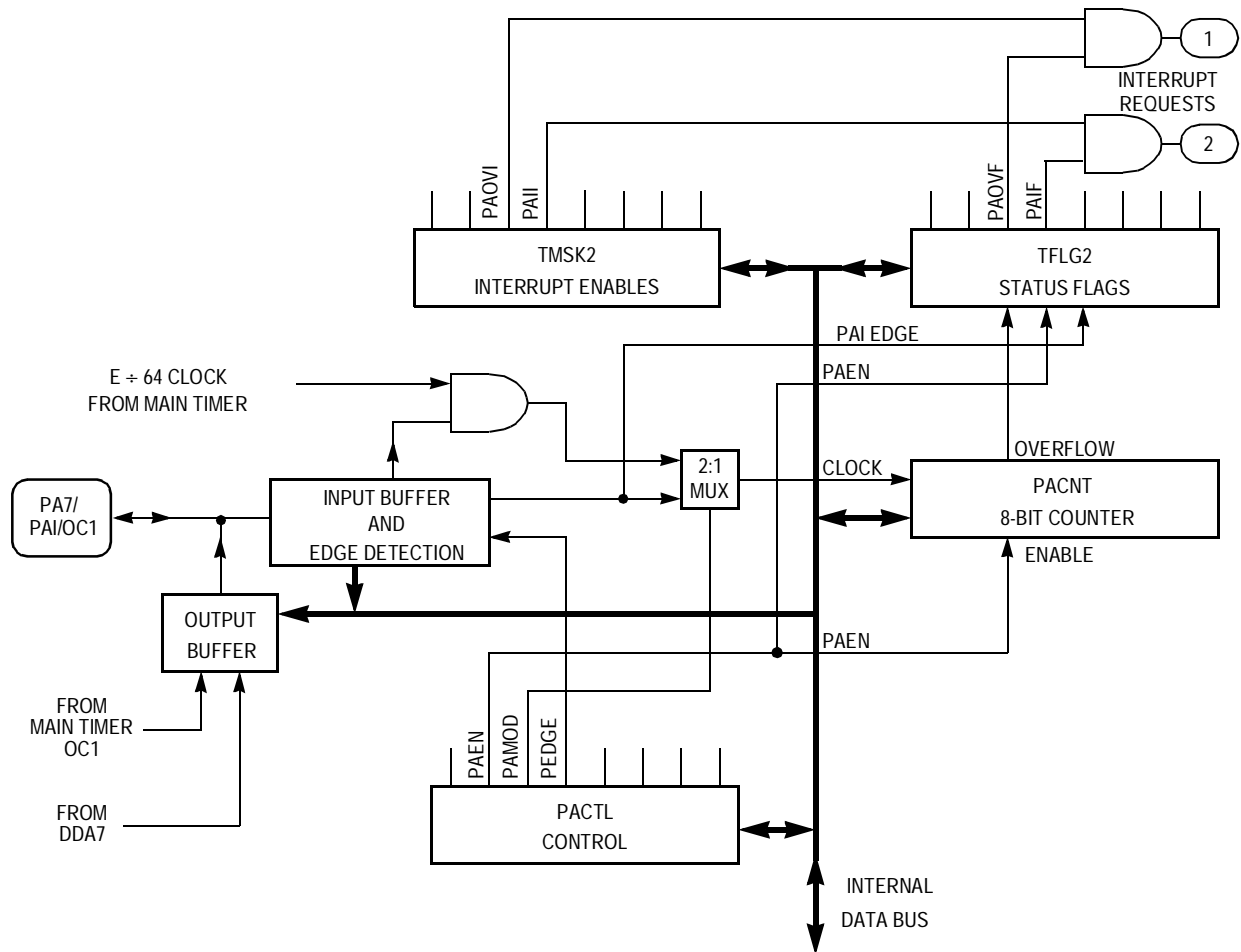 1
INTERRUPT
REQUESTS
2
PAOVI
PAII
PAOVF
PAIF
TMSK2
INTERRUPT ENABLES
TFLG2
STATUS FLAGS
PAI EDGE
PAEN
E ÷ 64 CLOCK
FROM MAIN TIMER
OVERFLOW
2:1
MUX
CLOCK
PACNT
8-BIT COUNTER
ENABLE
PA7/
PAI/OC1
INPUT BUFFER
AND
EDGE DETECTION
OUTPUT
BUFFER
PAEN
FROM
MAIN TIMER
OC1
FROM
DDA7
PAEN
PAMOD
PEDGE
PACTL
CONTROL
INTERNAL
DATA BUS